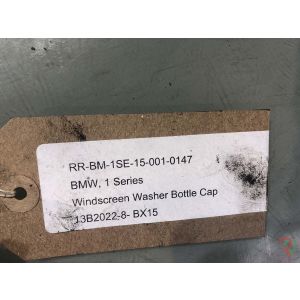 RR-BM-1SE-15-001-0147
BMW, 1 Series
Windscreen Washer Bottle Cap
13B2022-8- BX15